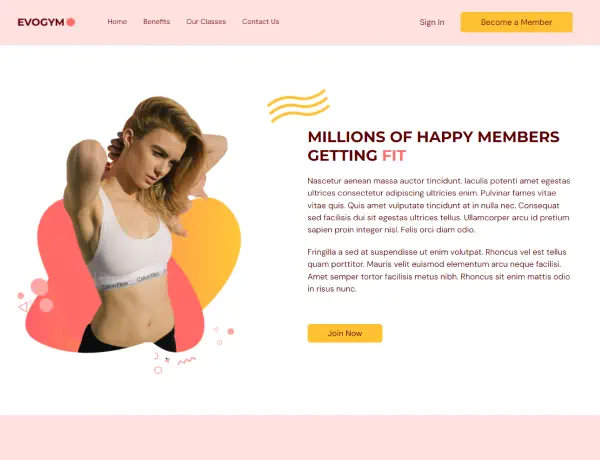 EVOGYM
Home
Benefits
Our Classes
Contact Us
Sign In
Become a Member
MILLIONS OF HAPPY MEMBERS
GETTING FIT
Nascetur aenean massa auctor tincidunt. Iaculis potenti amet egestas
ultrices consectetur adipiscing ultricies enim. Pulvinar fames vitae
vitae quis. Quis amet vulputate tincidunt at in nulla nec. Consequat
sed facilisis dui sit egestas ultrices tellus. Ullamcorper arcu id pretium
sapien proin integer nisl. Felis orci diam odio.
Fringilla a sed at suspendisse ut enim volutpat. Rhoncus vel est tellus
quam porttitor. Mauris velit euismod elementum arcu neque facilisi.
Amet semper tortor facilisis metus nibh. Rhoncus sit enim mattis odio
in risus nunc.
Join Now
Calvin Klein
Calvin Klein